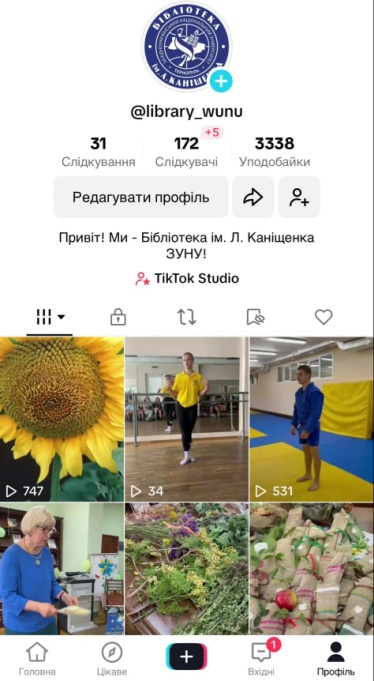 БІБЛІОТЕКА
ТЕРНОПІЛЬ
ІМ. Л. КАНІЩЕНКА
@library_wunu
31
172
+5
3338
Слідкування
Слідкувачі
Уподобайки
Редагувати профіль
Привіт! Ми - Бібліотека ім. Л. Каніщенка
ЗУНУ!
TikTok Studio
747
34
531
1
Головна
Цікаве
Вхідні
Профіль